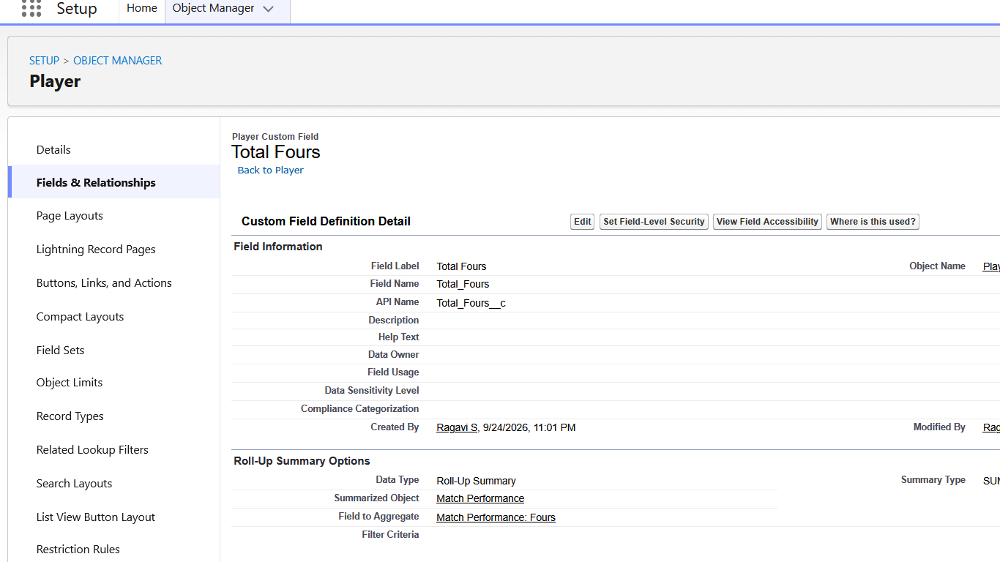 Setup Home Object Manager
SETUP > OBJECT MANAGER
Player
Details
Fields & Relationships
Page Layouts
Lightning Record Pages
Buttons, Links, and Actions
Compact Layouts
Field Sets
Object Limits
Record Types
Related Lookup Filters
Search Layouts
List View Button Layout
Restriction Rules
Player Custom Field
Total Fours
Back to Player
Custom Field Definition Detail Edit Set Field-Level Security View Field Accessibility Where is this used?
Field Information
Field Label Total Fours Object Name
Field Name Total_Fours
API Name Total_Fours__c
Description
Help Text
Data Owner
Field Usage
Data Sensitivity Level
Compliance Categorization
Created By Ragavi S, 9/24/2026, 11:01 PM Modified By
Roll-Up Summary Options
Data Type Roll-Up Summary Summary Type
Summarized Object Match Performance
Field to Aggregate Match Performance: Fours
Filter Criteria